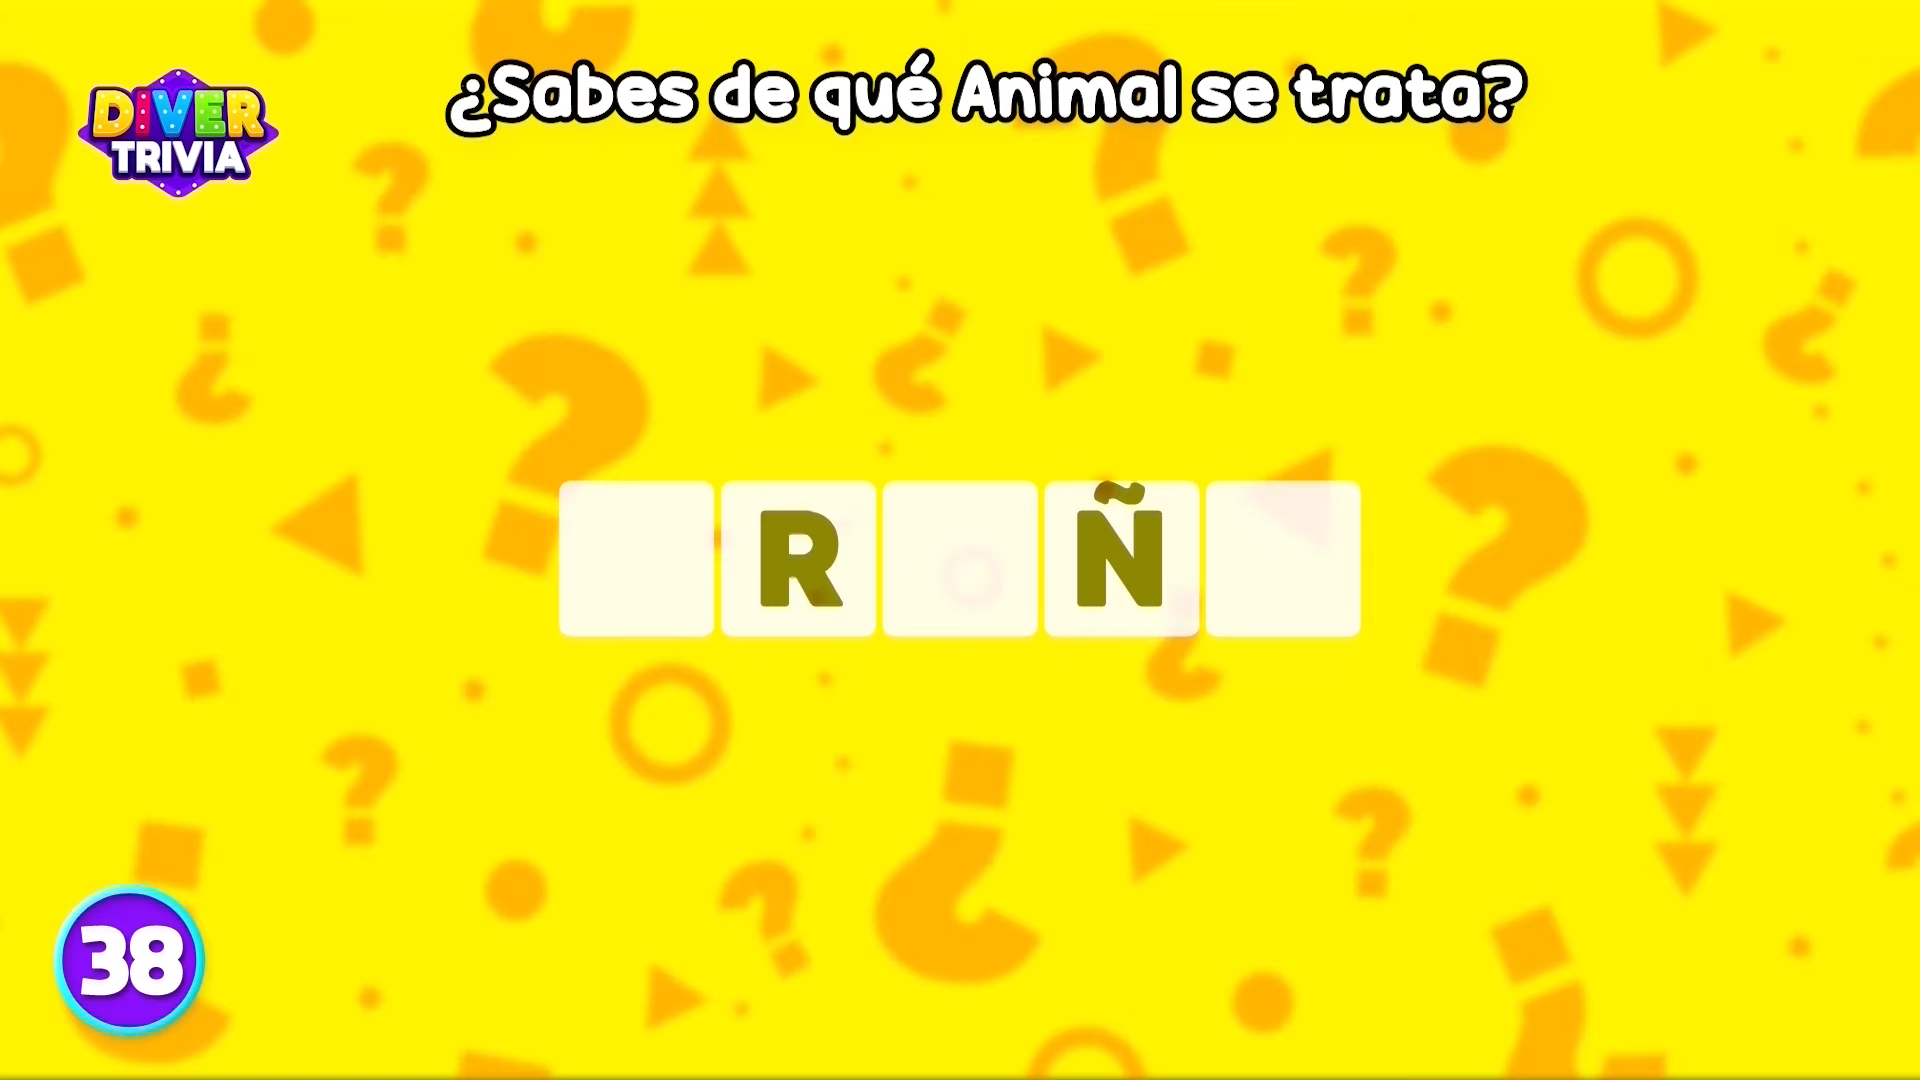 ¿Sabes de qué Animal se trata?
DIVER
TRIVIA
R Ñ
38